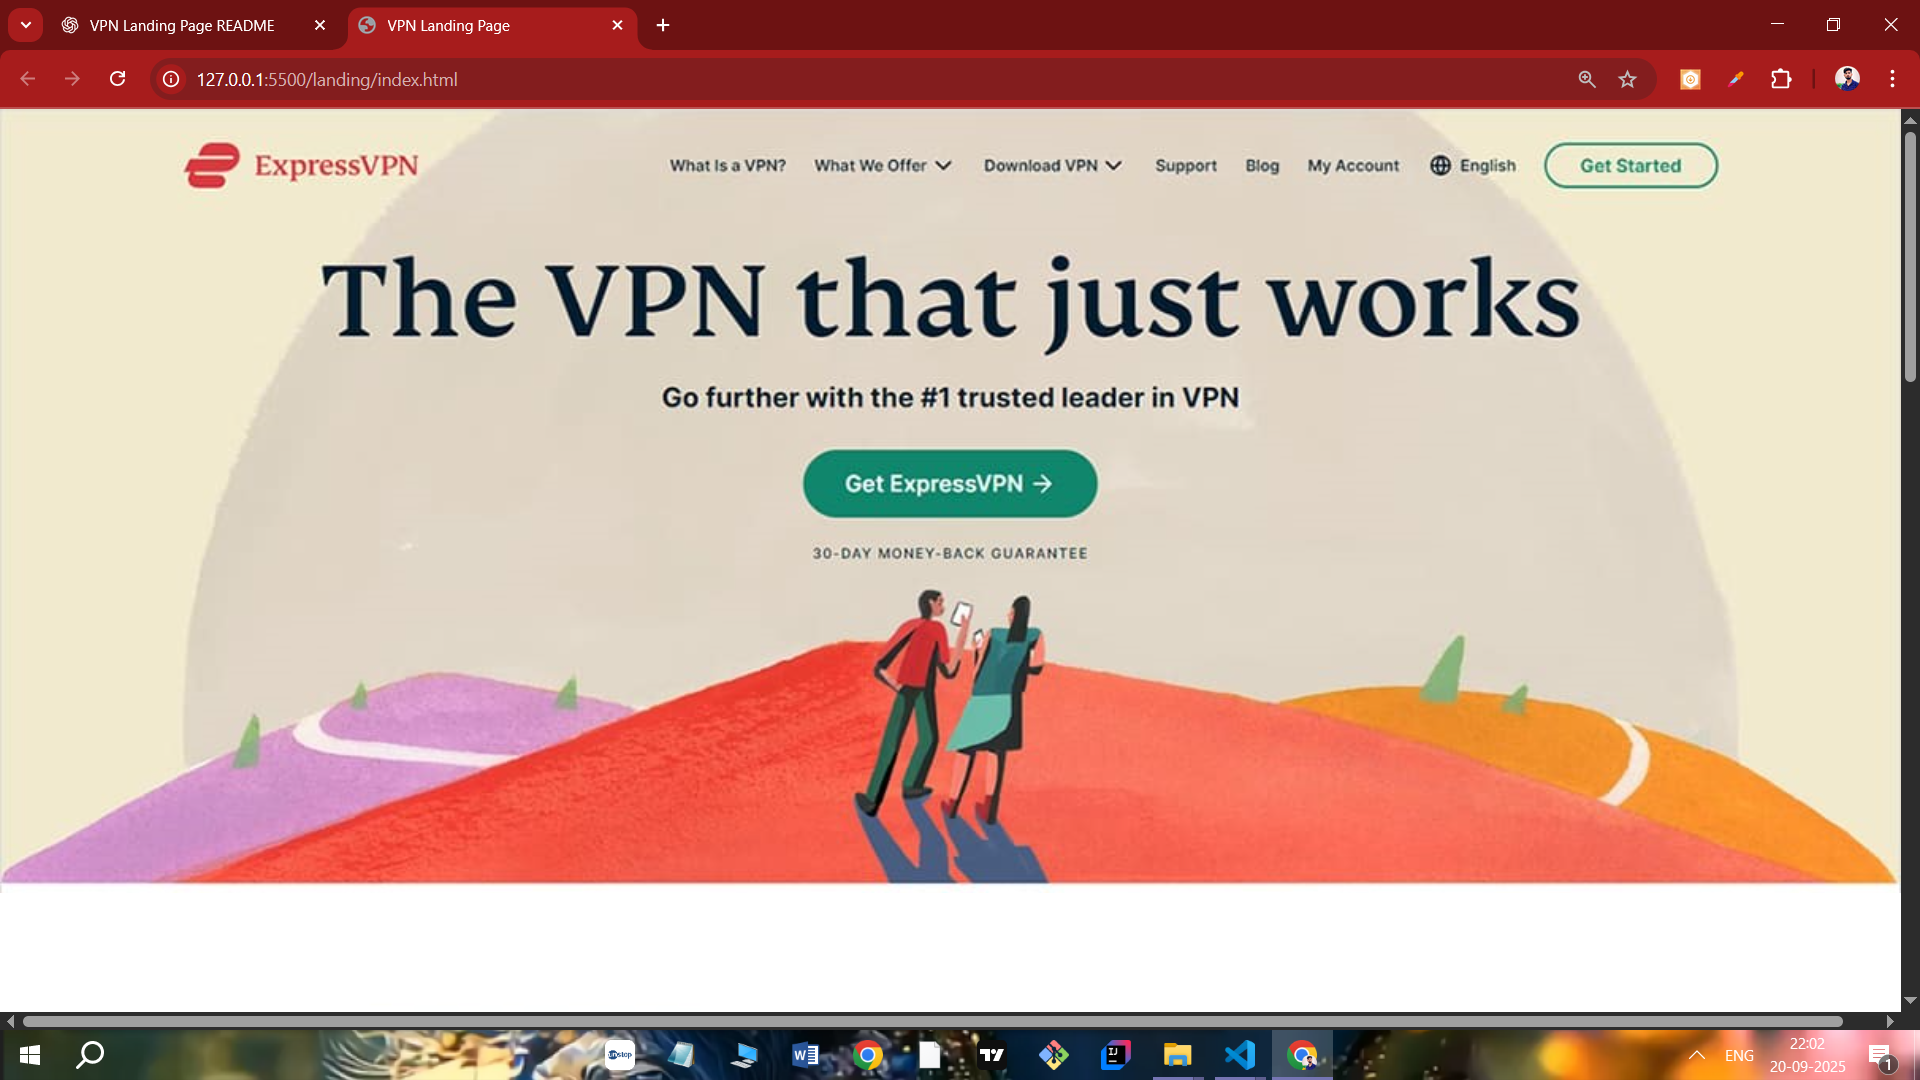 VPN Landing Page README
VPN Landing Page
127.0.0.1:5500/landing/index.html
ExpressVPN
What Is a VPN? What We Offer Download VPN Support Blog My Account English Get Started
The VPN that just works
Go further with the #1 trusted leader in VPN
Get ExpressVPN →
30-DAY MONEY-BACK GUARANTEE
unstop
W
IJ
ENG
22:02
20-09-2025
1